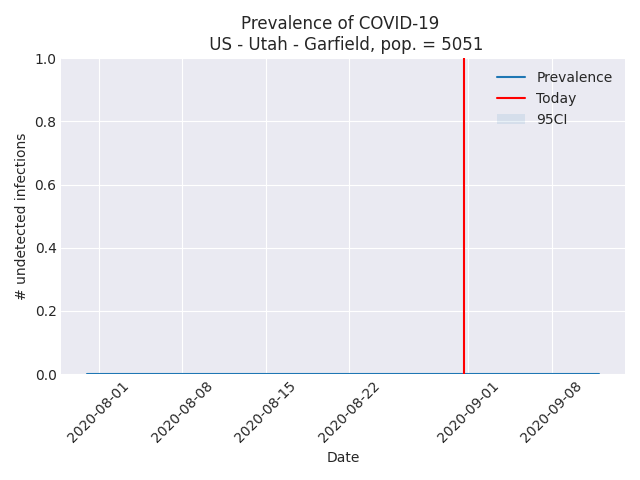 Prevalence of COVID-19
US - Utah - Garfield, pop. = 5051
1.0
0.8
0.6
0.4
0.2
0.0
# undetected infections
Prevalence
Today
95CI
2020-08-01
2020-08-08
2020-08-15
2020-08-22
2020-09-01
2020-09-08
Date